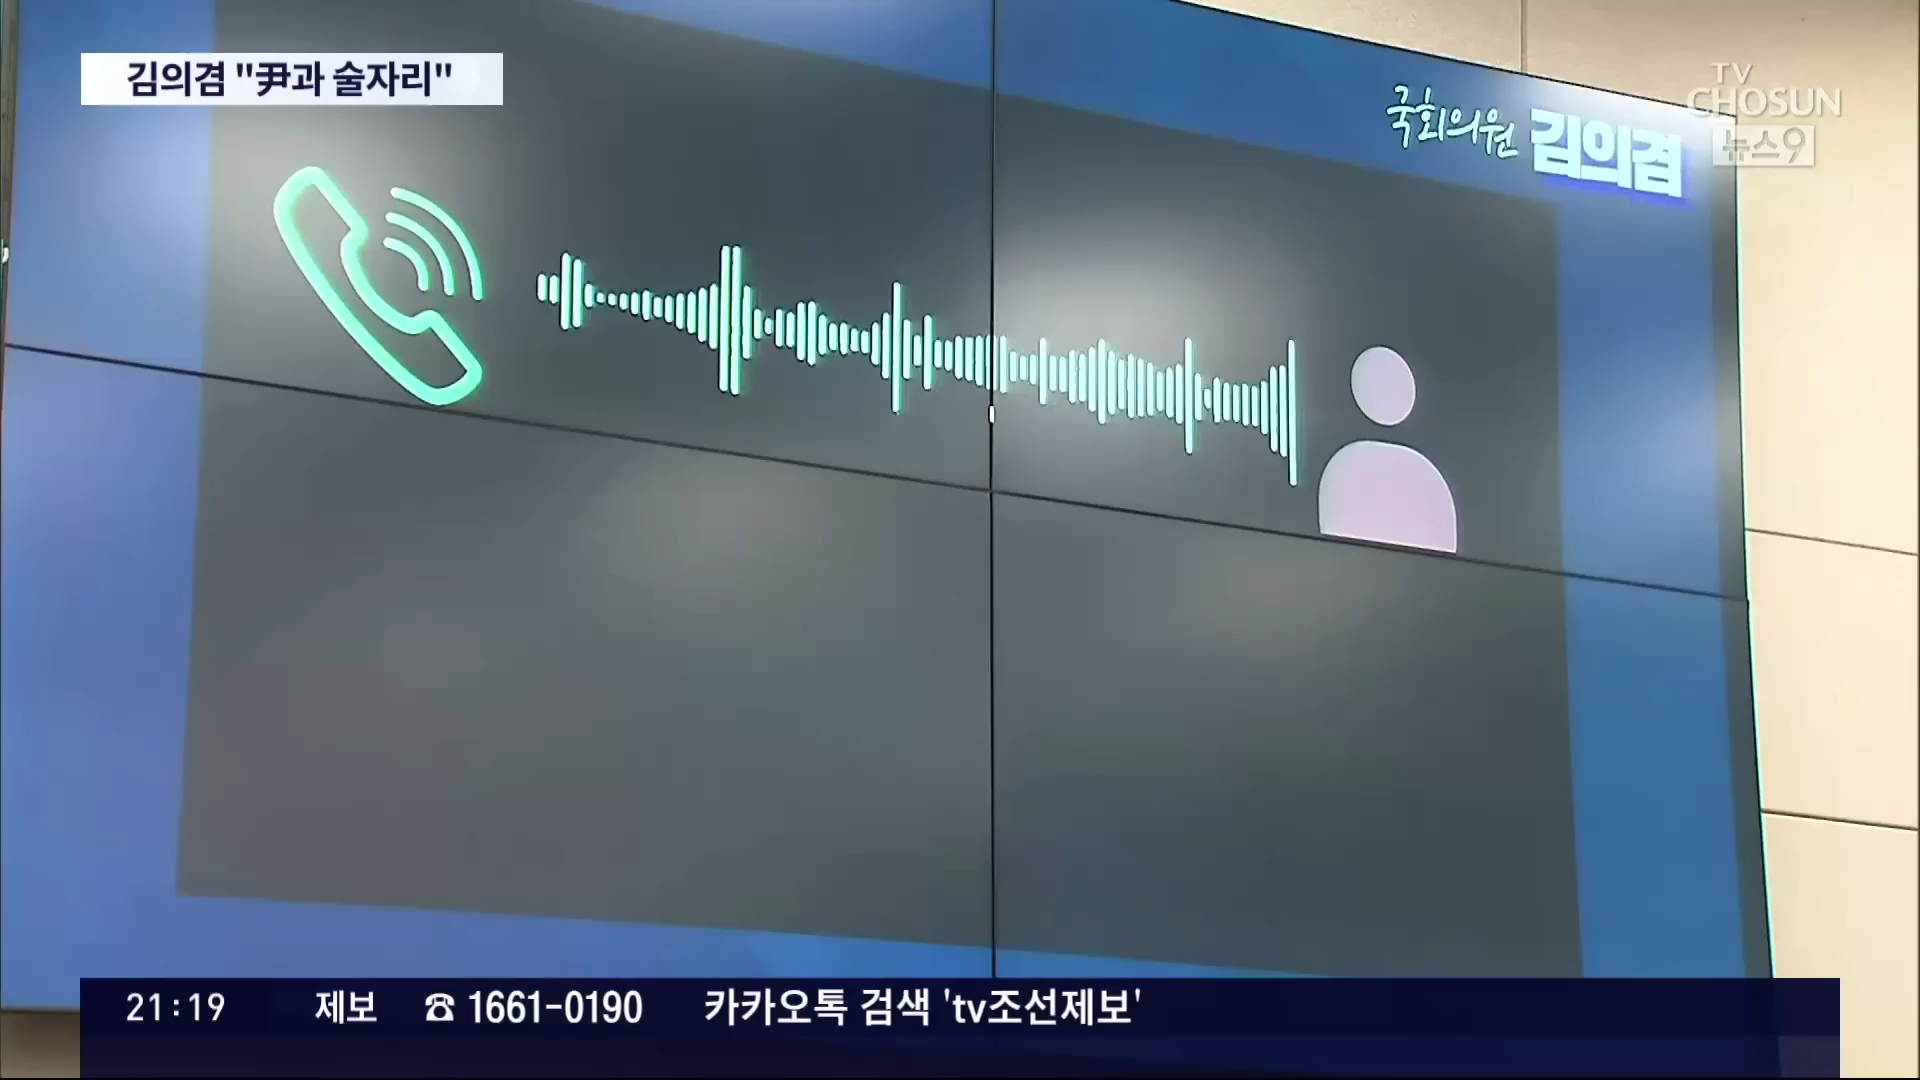 김의겸 "尹과 술자리"
TV
CHOSUN
뉴스9
국회의원 김의겸
21:19 제보 ☎ 1661-0190 카카오톡 검색 'tv조선제보'